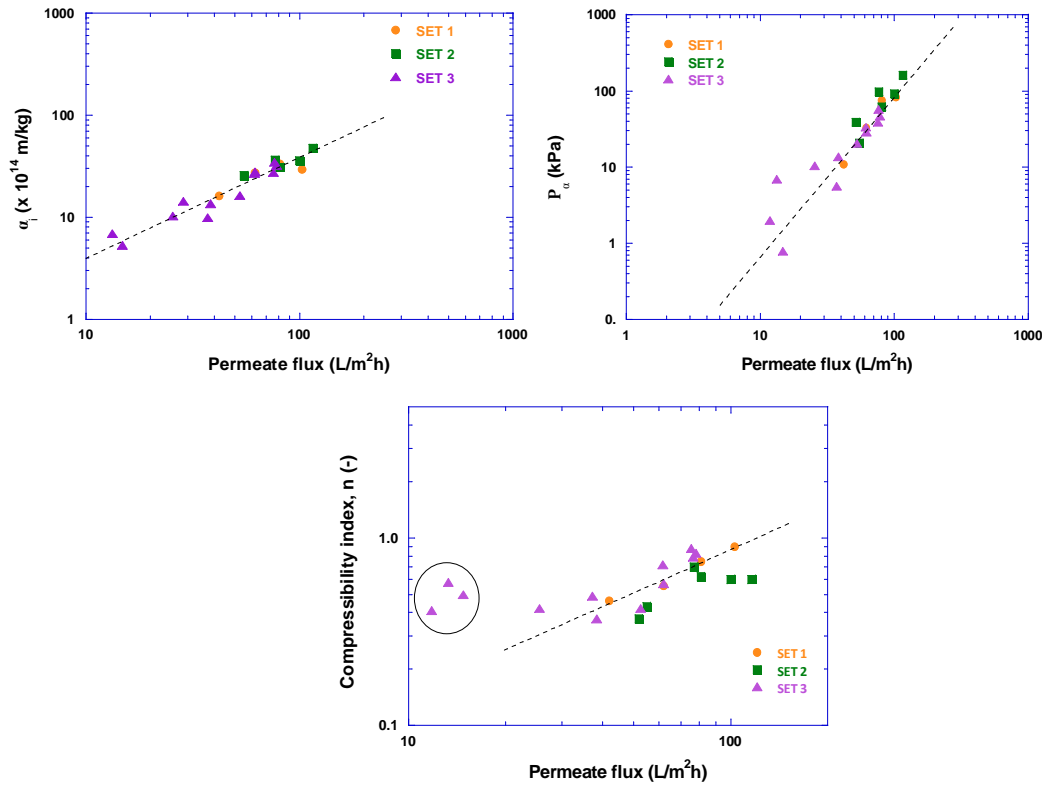 1000
100
10
1
10
100
1000
α_i (x 10^14 m/kg)
Permeate flux (L/m²h)
SET 1
SET 2
SET 3
1000
100
10
1
0.
1
10
100
1000
P_α (kPa)
Permeate flux (L/m²h)
SET 1
SET 2
SET 3
Compressibility index, n (-)
1.0
0.1
10
100
Permeate flux (L/m²h)
SET 1
SET 2
SET 3